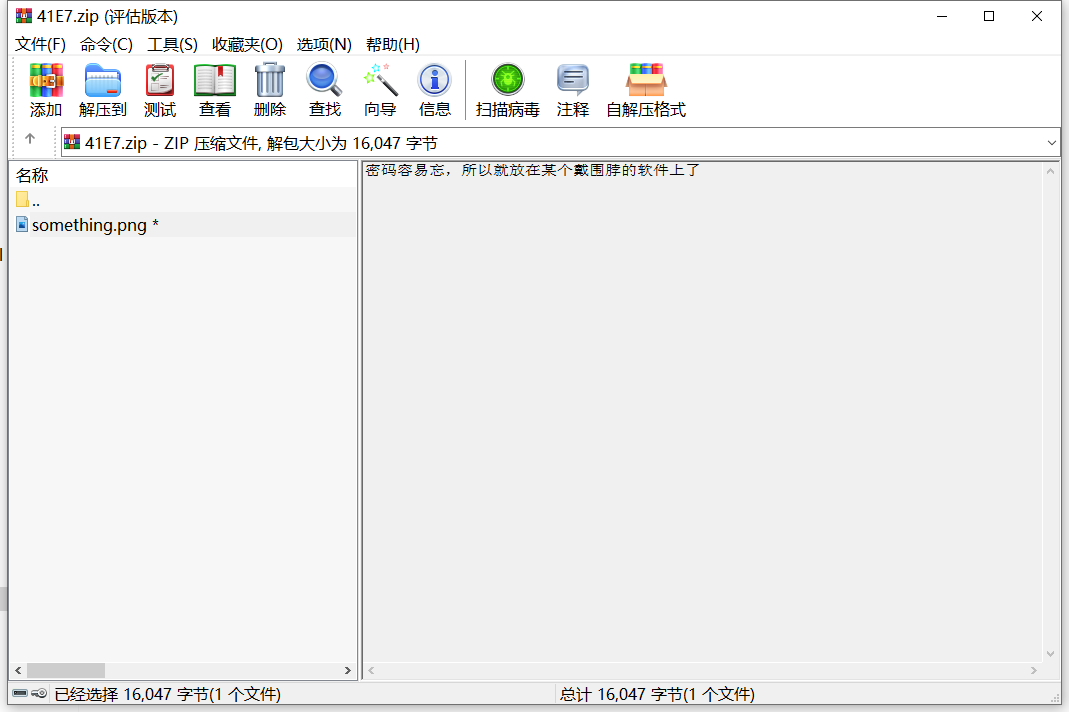 41E7.zip (评估版本)
文件(F) 命令(C) 工具(S) 收藏夹(O) 选项(N) 帮助(H)
添加 解压到 测试 查看 删除 查找 向导 信息 扫描病毒 注释 自解压格式
41E7.zip - ZIP 压缩文件, 解包大小为 16,047 字节
名称
密码容易忘，所以就放在某个戴围脖的软件上了
..
something.png *
已经选择 16,047 字节(1 个文件) 总计 16,047 字节(1 个文件)